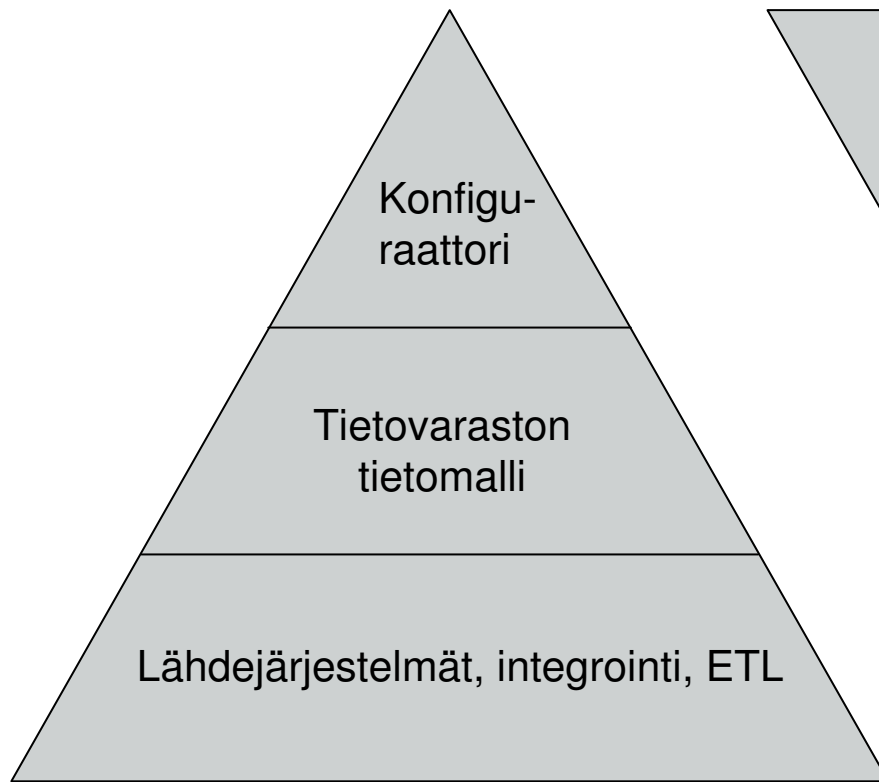 Konfigu-
raattori
Tietovaraston
tietomalli
Lähdejärjestelmät, integrointi, ETL